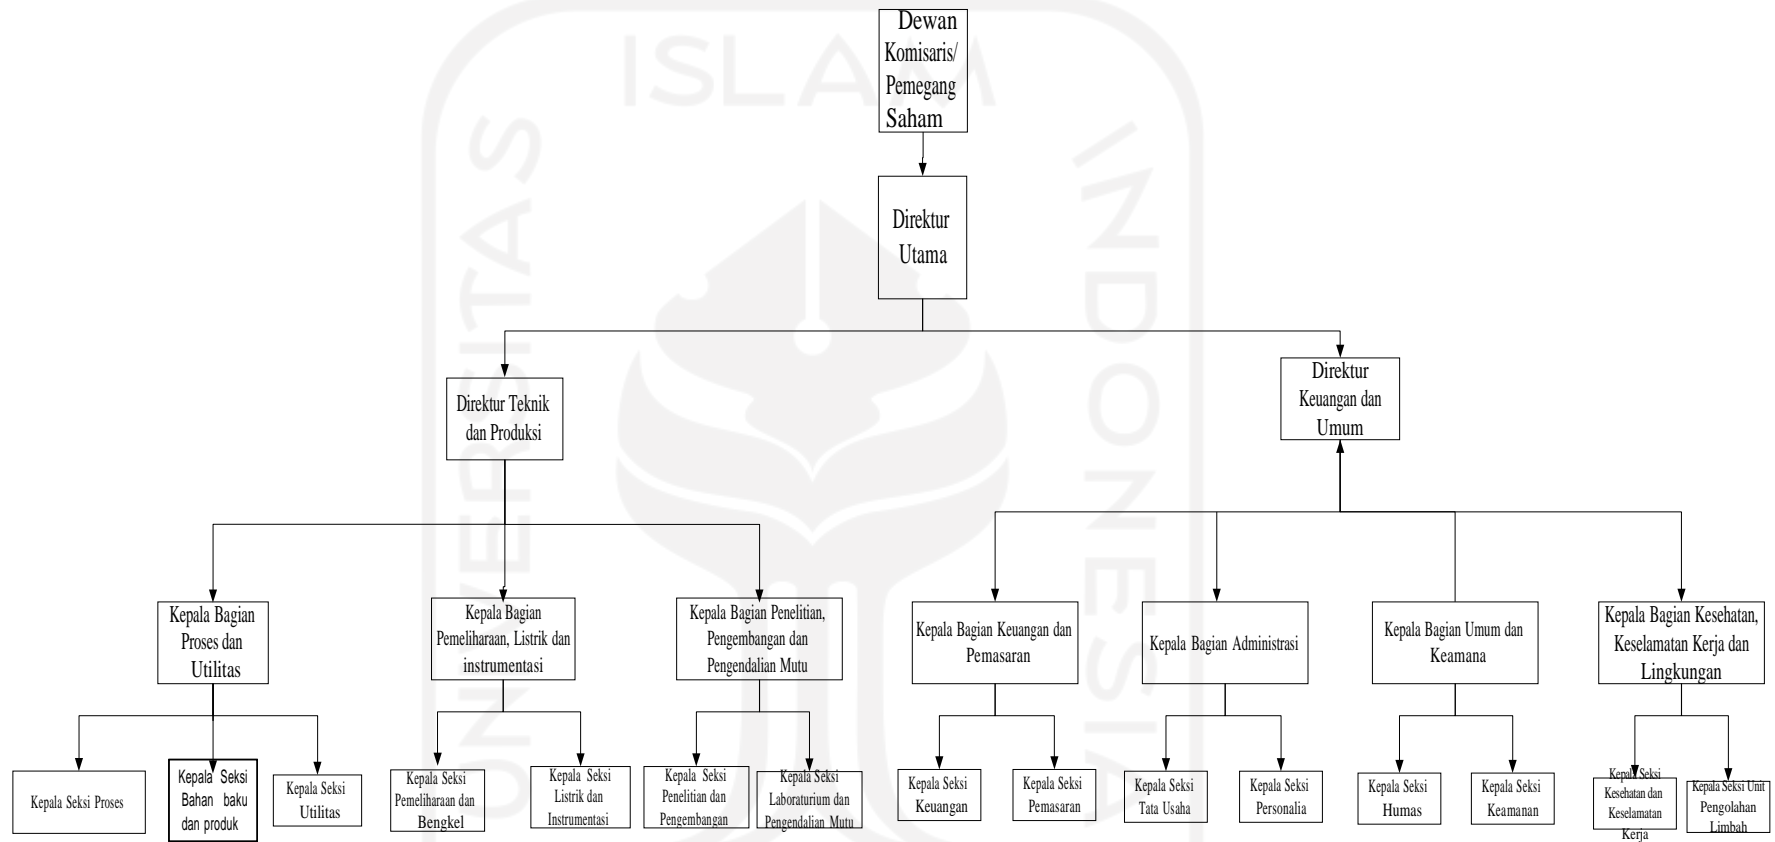 ISLAM
UNIVERSITAS
INDONESIA
Dewan
Komisaris/
Pemegang
Saham
Direktur
Utama
Direktur Teknik
dan Produksi
Direktur
Keuangan dan
Umum
Kepala Bagian
Proses dan
Utilitas
Kepala Bagian
Pemeliharaan, Listrik dan
instrumentasi
Kepala Bagian Penelitian,
Pengembangan dan
Pengendalian Mutu
Kepala Bagian Keuangan dan
Pemasaran
Kepala Bagian Administrasi
Kepala Bagian Umum dan
Keamana
Kepala Bagian Kesehatan,
Keselamatan Kerja dan
Lingkungan
Kepala Seksi Proses
Kepala Seksi
Bahan baku
dan produk
Kepala Seksi
Utilitas
Kepala Seksi
Pemeliharaan dan
Bengkel
Kepala Seksi
Listrik dan
Instrumentasi
Kepala Seksi
Penelitian dan
Pengembangan
Kepala Seksi
Laboraturium dan
Pengendalian Mutu
Kepala Seksi
Keuangan
Kepala Seksi
Pemasaran
Kepala Seksi
Tata Usaha
Kepala Seksi
Personalia
Kepala Seksi
Humas
Kepala Seksi
Keamanan
Kepala Seksi
Kesehatan dan
Keselamatan
Kerja
Kepala Seksi Unit
Pengolahan
Limbah